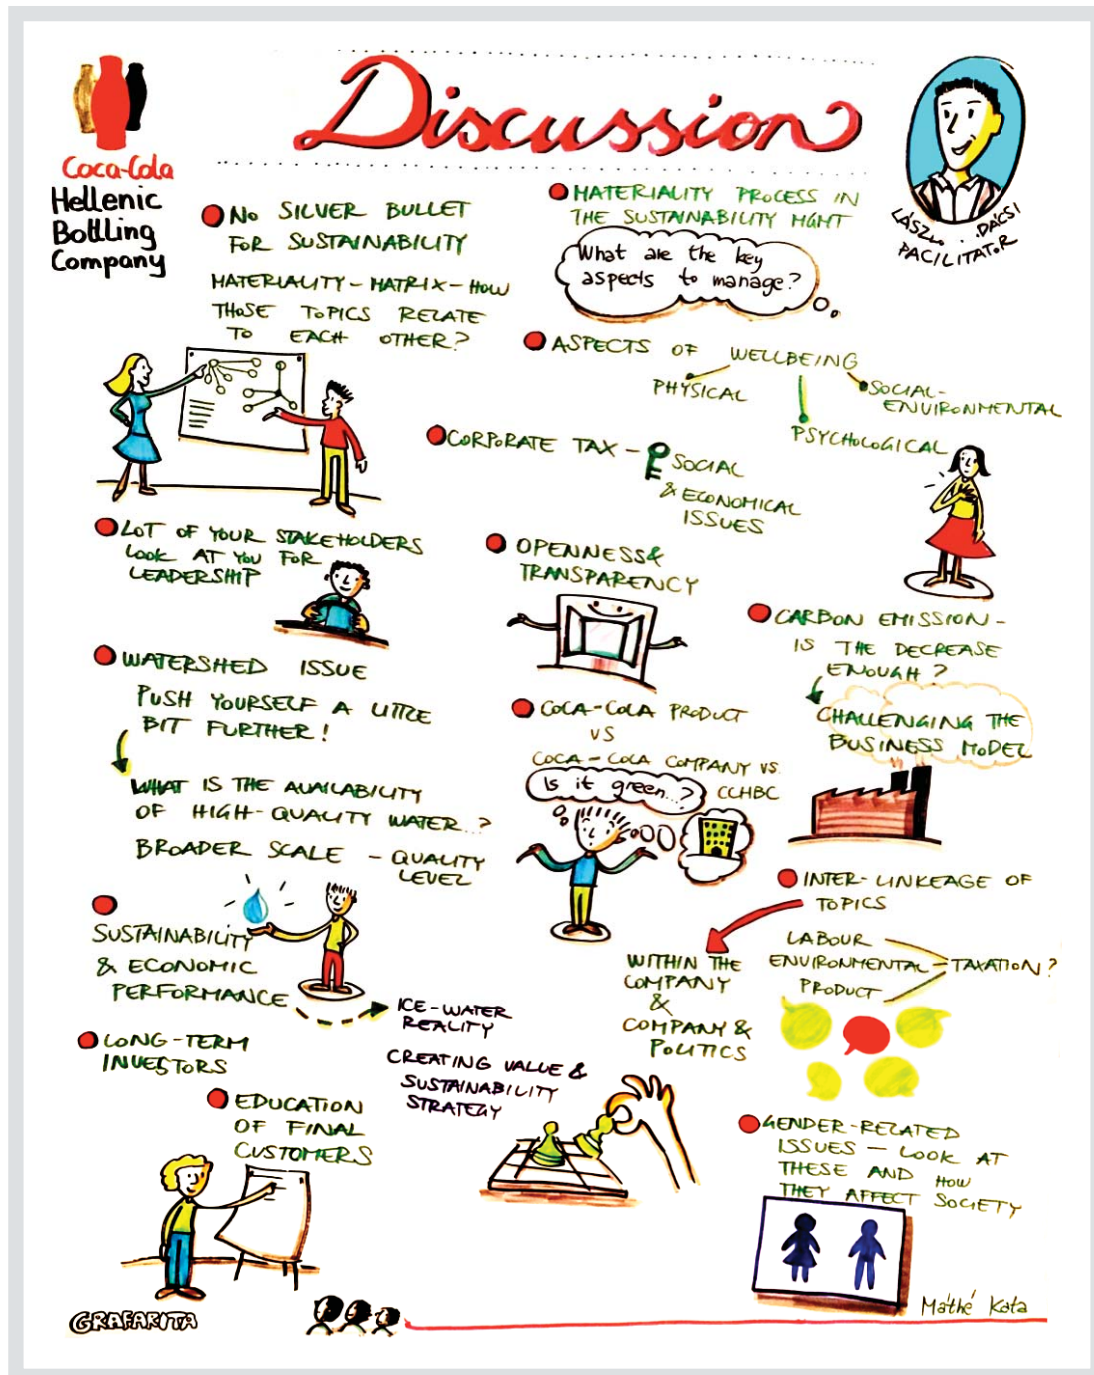 Discussion
Coca-Cola
Hellenic
Bottling
Company
DÁCSI
FACILITATOR
No SILVER BULLET
FOR SUSTAINABILITY
MATERIALITY - MATRIX - HOW
THOSE TOPICS RELATE
TO EACH OTHER?
MATERIALITY PROCESS IN
THE SUSTAINABILITY MGMT
What are the key
aspects to manage?
ASPECTS OF WELLBEING
PHYSICAL
SOCIAL-
ENVIRONMENTAL
PSYCHOLOGICAL
CORPORATE TAX - SOCIAL
& ECONOMICAL
ISSUES
LOT OF YOUR STAKEHOLDERS
LOOK AT YOU FOR
LEADERSHIP
OPENNESS &
TRANSPARENCY
CARBON EMISSION -
IS THE DECREASE
ENOUGH?
CHALLENGING THE
BUSINESS MODEL
WATERSHED ISSUE
PUSH YOURSELF A LITTLE
BIT FURTHER!
WHAT IS THE AVAILABILITY
OF HIGH-QUALITY WATER...?
BROADER SCALE - QUALITY
LEVEL
COCA-COLA PRODUCT
VS
COCA-COLA COMPANY VS.
CCHBC
Is it green...?
INTER-LINKEAGE OF
TOPICS
WITHIN THE
COMPANY
&
COMPANY &
POLITICS
LABOUR
ENVIRONMENTAL
PRODUCT
TAXATION?
SUSTAINABILITY
& ECONOMIC
PERFORMANCE
ICE-WATER
REALITY
CREATING VALUE &
SUSTAINABILITY
STRATEGY
LONG-TERM
INVESTORS
EDUCATION
OF FINAL
CUSTOMERS
GENDER-RELATED
ISSUES - LOOK AT
THESE AND HOW
THEY AFFECT SOCIETY
GRAFARITA
Máthé Kata